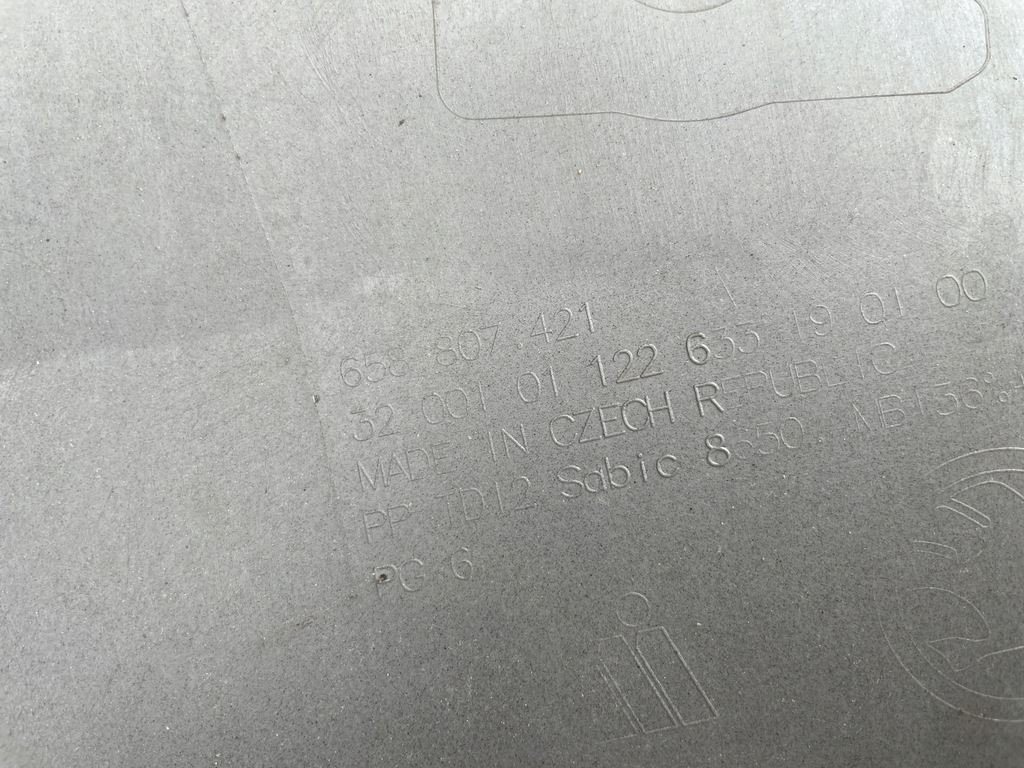 658 807.421
32 001 01 122 633 19 01 00
MADE IN CZECH REPUBLIC
PP TD12 Sabic
PG 6